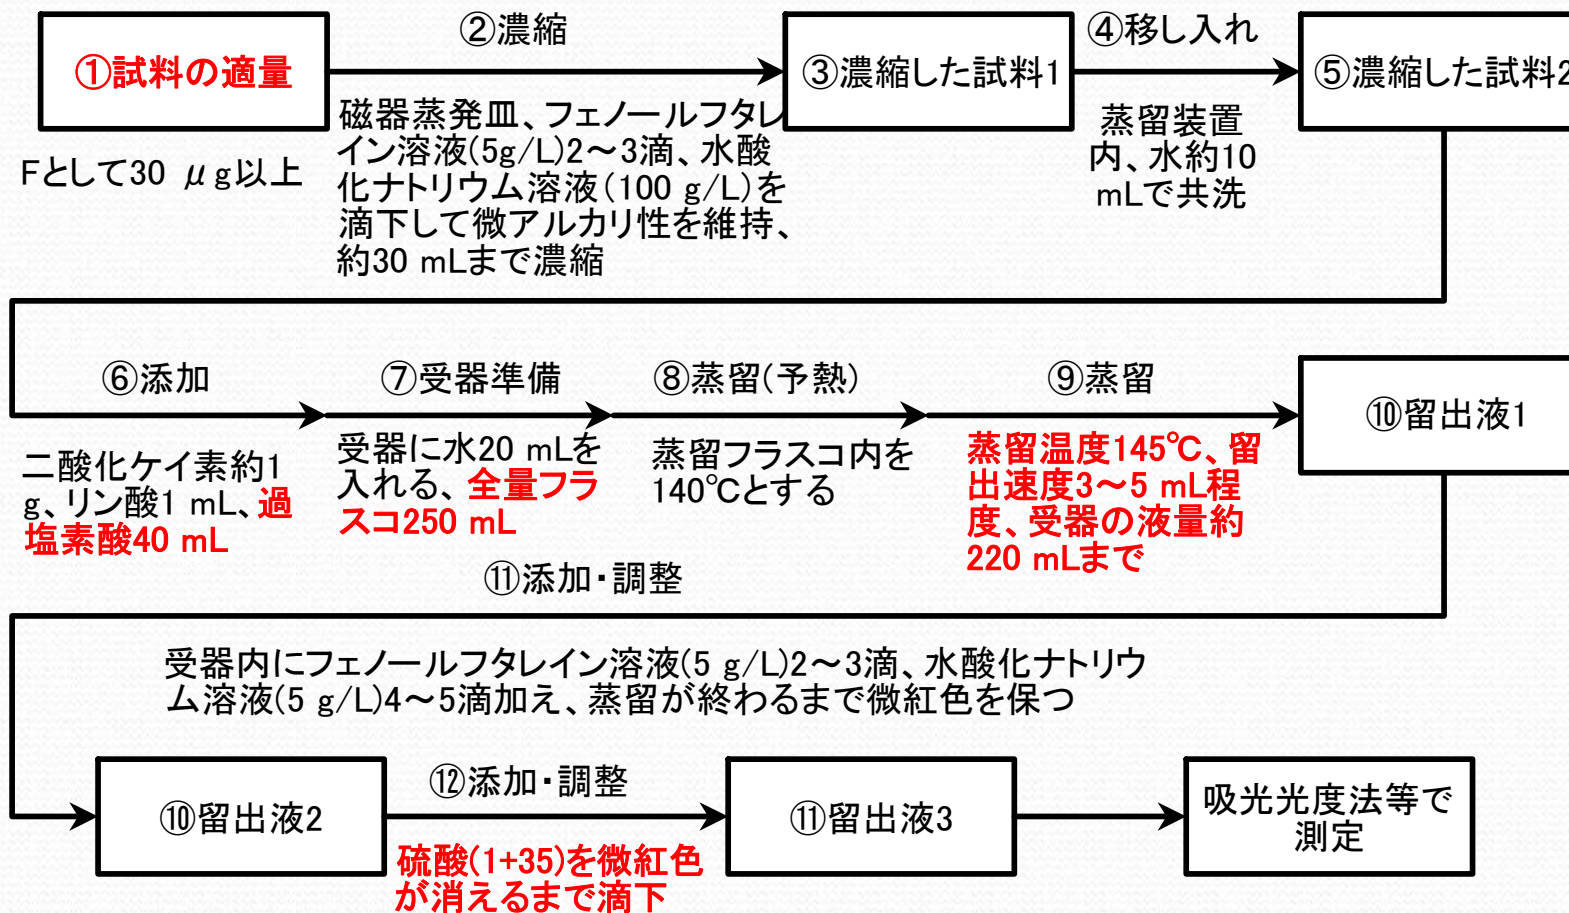 ①試料の適量
②濃縮
③濃縮した試料1
④移し入れ
⑤濃縮した試料2
Fとして30 μg以上
磁器蒸発皿、フェノールフタレ
イン溶液(5g/L)2～3滴、水酸
化ナトリウム溶液(100 g/L)を
滴下して微アルカリ性を維持、
約30 mLまで濃縮
蒸留装置
内、水約10
mLで共洗
⑥添加
⑦受器準備
⑧蒸留(予熱)
⑨蒸留
⑩留出液1
二酸化ケイ素約1
g、リン酸1 mL、過
塩素酸40 mL
受器に水20 mLを
入れる、全量フラ
スコ250 mL
蒸留フラスコ内を
140℃とする
蒸留温度145℃、留
出速度3～5 mL程
度、受器の液量約
220 mLまで
⑪添加・調整
受器内にフェノールフタレイン溶液(5 g/L)2～3滴、水酸化ナトリウ
ム溶液(5 g/L)4～5滴加え、蒸留が終わるまで微紅色を保つ
⑩留出液2
⑫添加・調整
⑪留出液3
吸光光度法等で
測定
硫酸(1+35)を微紅色
が消えるまで滴下